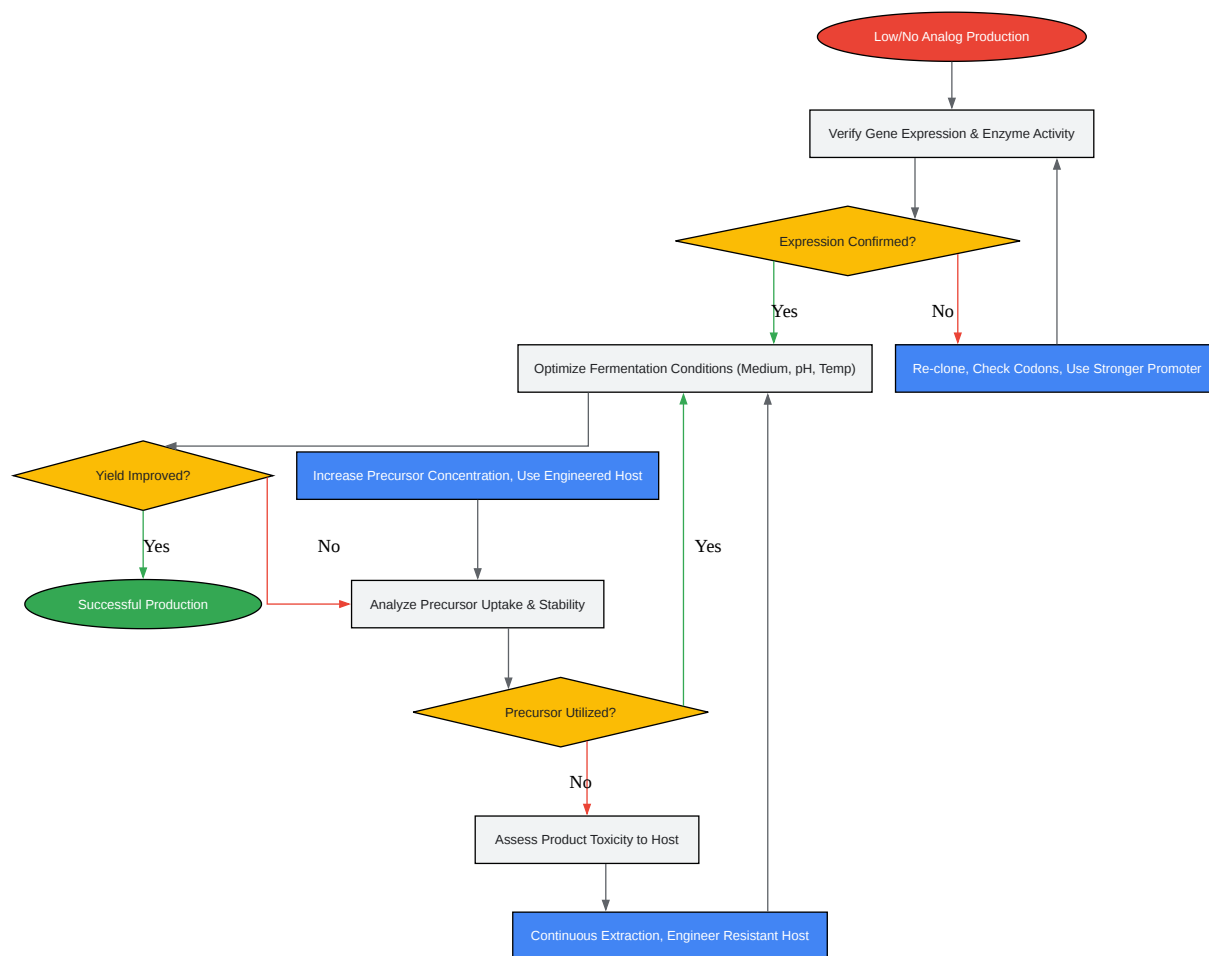 Low/No Analog Production
Verify Gene Expression & Enzyme Activity
Expression Confirmed?
Yes
No
Optimize Fermentation Conditions (Medium, pH, Temp)
Re-clone, Check Codons, Use Stronger Promoter
Yield Improved?
Increase Precursor Concentration, Use Engineered Host
Yes
No
Yes
Successful Production
Analyze Precursor Uptake & Stability
Precursor Utilized?
No
Assess Product Toxicity to Host
Continuous Extraction, Engineer Resistant Host